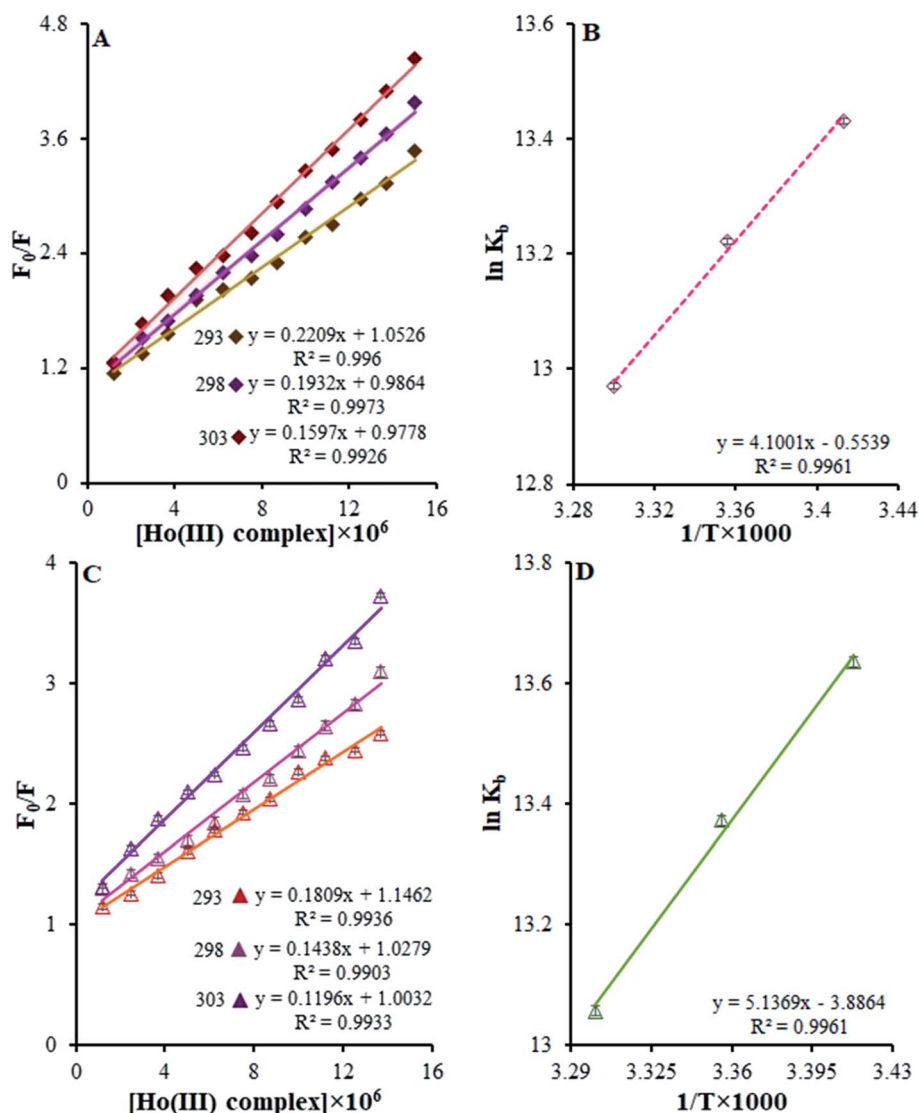 A
4.8
3.6
2.4
1.2
0
F₀/F
293 y = 0.2209x + 1.0526
R² = 0.996
298 y = 0.1932x + 0.9864
R² = 0.9973
303 y = 0.1597x + 0.9778
R² = 0.9926
0 4 8 12 16
[Ho(III) complex]×10⁶
B
13.6
13.4
13.2
13
12.8
ln K_b
y = 4.1001x - 0.5539
R² = 0.9961
3.28 3.32 3.36 3.4 3.44
1/T×1000
C
4
3
2
1
0
F₀/F
293 y = 0.1809x + 1.1462
R² = 0.9936
298 y = 0.1438x + 1.0279
R² = 0.9903
303 y = 0.1196x + 1.0032
R² = 0.9933
0 4 8 12 16
[Ho(III) complex]×10⁶
D
13.8
13.6
13.4
13.2
13
ln K_b
y = 5.1369x - 3.8864
R² = 0.9961
3.29 3.325 3.36 3.395 3.43
1/T×1000